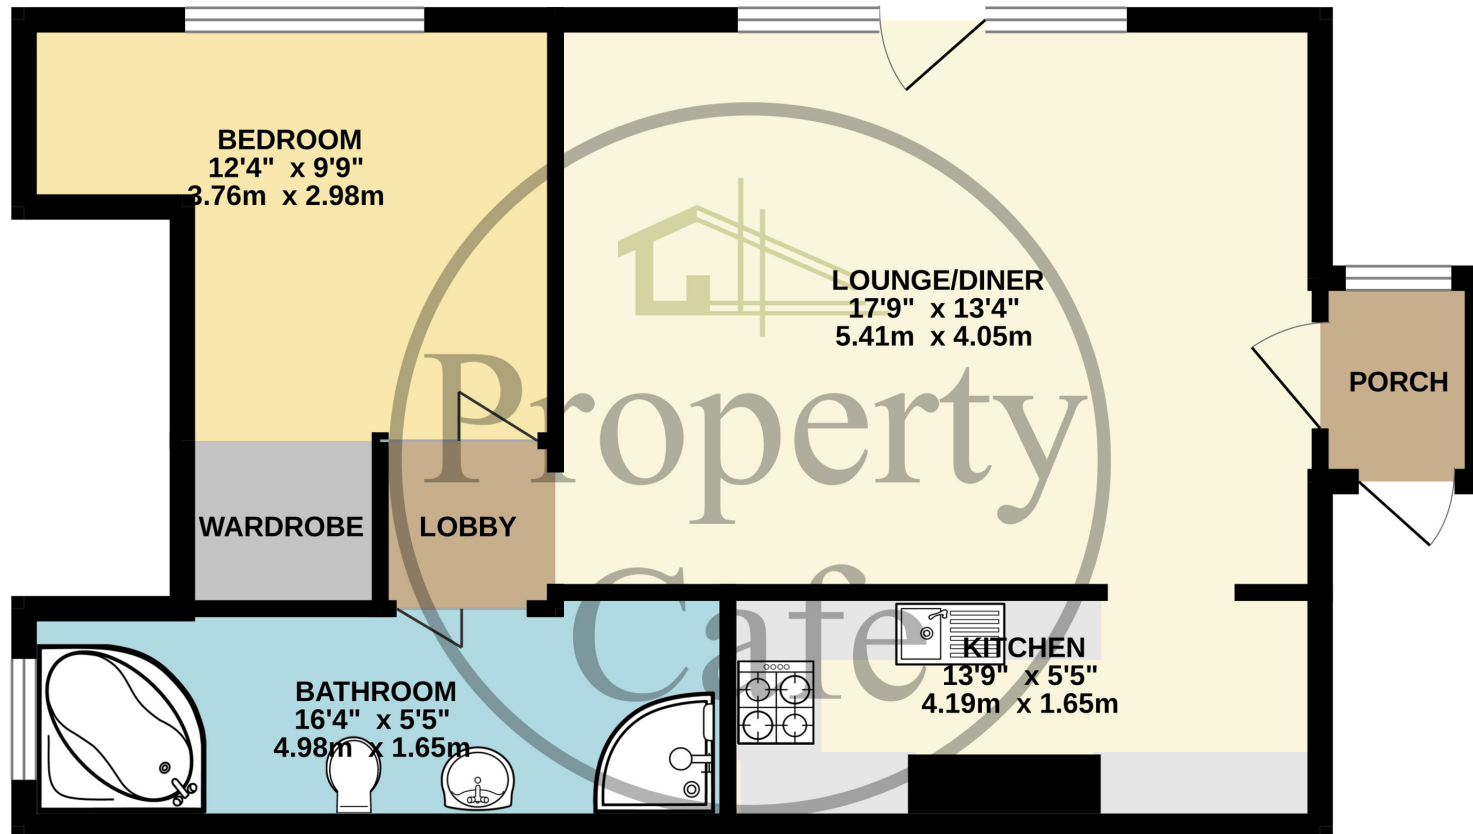 BEDROOM
12'4" x 9'9"
3.76m x 2.98m
LOUNGE/DINER
17'9" x 13'4"
5.41m x 4.05m
PORCH
Property
Cafe
WARDROBE
LOBBY
KITCHEN
13'9" x 5'5"
4.19m x 1.65m
BATHROOM
16'4" x 5'5"
4.98m x 1.65m